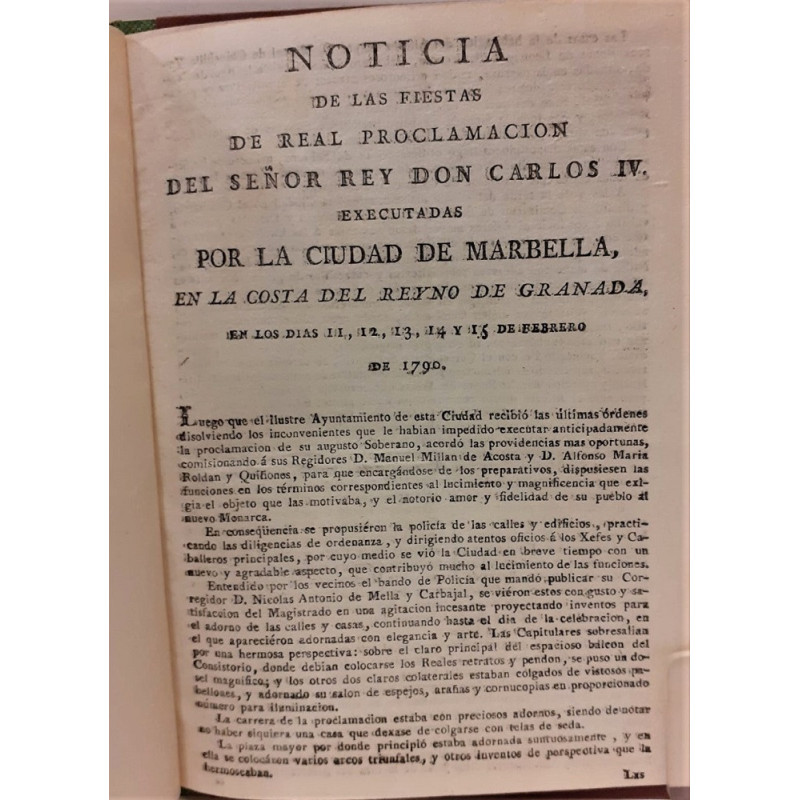 NOTICIA
DE LAS FIESTAS
DE REAL PROCLAMACION
DEL SEÑOR REY DON CARLOS IV.
EXECUTADAS
POR LA CIUDAD DE MARBELLA,
EN LA COSTA DEL REYNO DE GRANADA,
EN LOS DIAS 11, 12, 13, 14 Y 15 DE FEBRERO
DE 1790.
Luego que el Ilustre Ayuntamiento de esta Ciudad recibió las últimas órdenes
disolviendo los inconvenientes que le habian impedido executar anticipadamente
la proclamacion de su augusto Soberano, acordó las providencias mas oportunas,
comisionando á sus Regidores D. Manuel Millan de Acosta y D. Alfonso Maria
Roldan y Quiñones, para que encargándose de los preparativos, dispusiesen las
funciones en los términos correspondientes al lucimiento y magnificencia que exî-
gia el objeto que las motivaba, y el notorio amor y fidelidad de su pueblo al
nuevo Monarca.
En conseqüencia se propusiéron la policía de las calles y edificios, practi-
cando las diligencias de ordenanza, y dirigiendo atentos oficios á los Xefes y Ca-
balleros principales, por cuyo medio se vió la Ciudad en breve tiempo con un
nuevo y agradable aspecto, que contribuyó mucho al lucimiento de las funciones.
Entendido por los vecinos el bando de Policía que mandó publicar su Cor-
regidor D. Nicolas Antonio de Mella y Carbajal, se viéron estos con gusto y sa-
tisfaccion del Magistrado en una agitacion incesante proyectando inventos para
el adorno de las calles y casas, continuando hasta el dia de la celebracion, en
el que apareciéron adornadas con elegancia y arte. Las Capitulares sobresalian
por una hermosa perspectiva: sobre el claro principal del espacioso balcon del
Consistorio, donde debian colocarse los Reales retratos y pendon, se puso un do-
sel magnífico; y los otros dos claros colaterales estaban colgados de vistosos pa-
bellones, y adornado su salon de espejos, arañas y cornucopias en proporcionado
número para iluminacion.
La carrera de la proclamacion estaba con preciosos adornos, siendo de notar
no haber siquiera una casa que dexase de colgarse con telas de seda.
La plaza mayor por donde principió estaba adornada suntuosamente, y en
ella se colocáron varios arcos triunfales, y otros inventos de perspectiva que la
hermoseaban.
Las